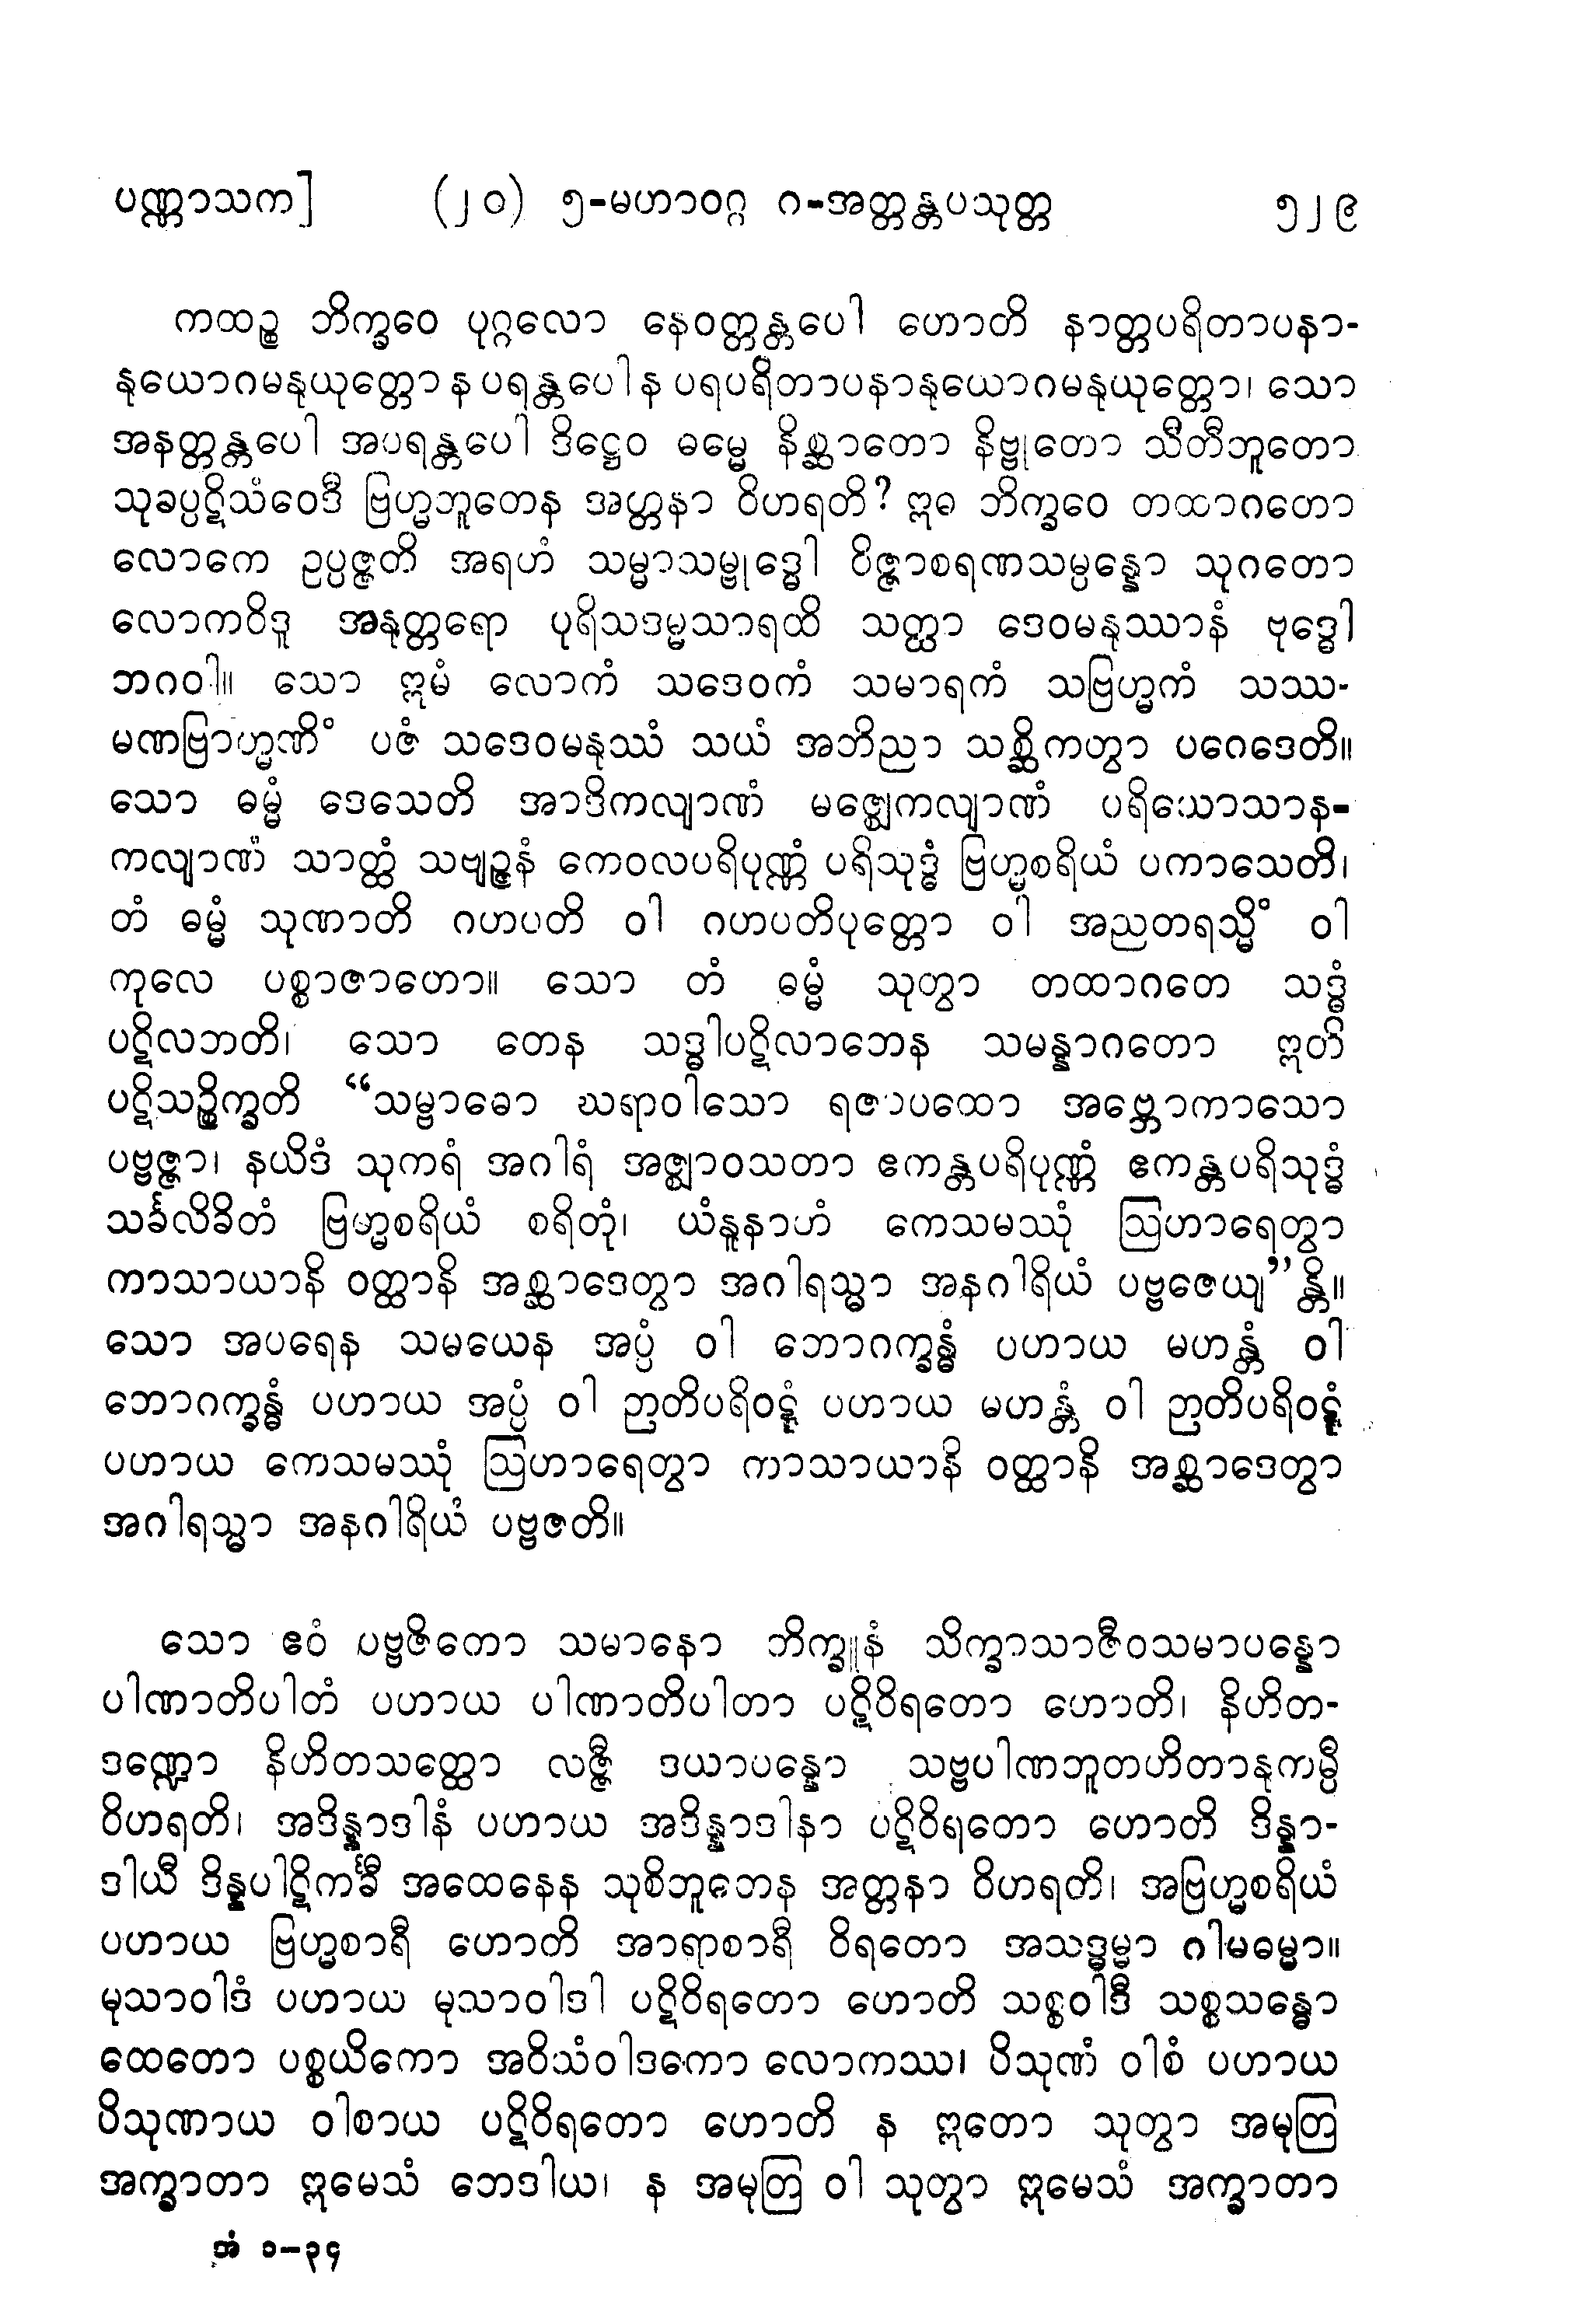 ပဏ္ဏာသက] (၂၀) ၅-မဟာဝဂ္ဂ ဂ-အတ္တန္တပသုတ္တ ၅၂၉
ကထဉ္စ ဘိက္ခဝေ ပုဂ္ဂလော နေဝတ္တန္တပေါ ဟောတိ နာတ္တပရိတာပနာ-
နုယောဂမနုယုတ္တော န ပရန္တပေါ န ပရပရိတာပနာနုယောဂမနုယုတ္တော၊ သော
အနတ္တန္တပေါ အပရန္တပေါ ဒိဋ္ဌေဝ ဓမ္မေ နိစ္ဆာတော နိဗ္ဗုတော သီတီဘူတော
သုခပ္ပဋိသံဝေဒီ ဗြဟ္မဘူတေန အတ္တနာ ဝိဟရတိ? ဣဓ ဘိက္ခဝေ တထာဂတော
လောကေ ဥပ္ပဇ္ဇတိ အရဟံ သမ္မာသမ္ဗုဒ္ဓေါ ဝိဇ္ဇာစရဏသမ္ပန္နော သုဂတော
လောကဝိဒူ အနုတ္တရော ပုရိသဒမ္မသာရထိ သတ္ထာ ဒေဝမနုဿာနံ ဗုဒ္ဓေါ
ဘဂဝါ။ သော ဣမံ လောကံ သဒေဝကံ သမာရကံ သဗြဟ္မကံ သဿ-
မဏဗြာဟ္မဏိံ ပဇံ သဒေဝမနုဿံ သယံ အဘိညာ သစ္ဆိကတွာ ပဝေဒေတိ။
သော ဓမ္မံ ဒေသေတိ အာဒိကလျာဏံ မဇ္ဈေကလျာဏံ ပရိယောသာန-
ကလျာဏံ သာတ္ထံ သဗျဉ္ဇနံ ကေဝလပရိပုဏ္ဏံ ပရိသုဒ္ဓံ ဗြဟ္မစရိယံ ပကာသေတိ၊
တံ ဓမ္မံ သုဏာတိ ဂဟပတိ ဝါ ဂဟပတိပုတ္တော ဝါ အညတရသ္မိံ ဝါ
ကုလေ ပစ္စာဇာတော။ သော တံ ဓမ္မံ သုတွာ တထာဂတေ သဒ္ဓံ
ပဋိလဘတိ၊ သော တေန သဒ္ဓါပဋိလာဘေန သမန္နာဂတော ဣတိ
ပဋိသဉ္စိက္ခတိ “သမ္ဗာဓော ဃရာဝါသော ရဇာပထော အဗ္ဘောကာသော
ပဗ္ဗဇ္ဇာ၊ နယိဒံ သုကရံ အဂါရံ အဇ္ဈာဝသတာ ဧကန္တပရိပုဏ္ဏံ ဧကန္တပရိသုဒ္ဓံ
သင်္ခလိခိတံ ဗြဟ္မစရိယံ စရိတုံ၊ ယံနူနာဟံ ကေသမဿုံ ဩဟာရေတွာ
ကာသာယာနိ ဝတ္ထာနိ အစ္ဆာဒေတွာ အဂါရသ္မာ အနဂါရိယံ ပဗ္ဗဇေယျ”န္တိ။
သော အပရေန သမယေန အပ္ပံ ဝါ ဘောဂက္ခန္ဓံ ပဟာယ မဟန္တံ ဝါ
ဘောဂက္ခန္ဓံ ပဟာယ အပ္ပံ ဝါ ဉာတိပရိဝဋ္ဋံ ပဟာယ မဟန္တံ ဝါ ဉာတိပရိဝဋ္ဋံ
ပဟာယ ကေသမဿုံ ဩဟာရေတွာ ကာသာယာနိ ဝတ္ထာနိ အစ္ဆာဒေတွာ
အဂါရသ္မာ အနဂါရိယံ ပဗ္ဗဇတိ။
သော ဧဝံ ပဗ္ဗဇိတော သမာနော ဘိက္ခူနံ သိက္ခာသာဇီဝသမာပန္နော
ပါဏာတိပါတံ ပဟာယ ပါဏာတိပါတာ ပဋိဝိရတော ဟောတိ၊ နိဟိတ-
ဒဏ္ဍော နိဟိတသတ္ထော လဇ္ဇီ ဒယာပန္နော သဗ္ဗပါဏဘူတဟိတာနုကမ္ပီ
ဝိဟရတိ၊ အဒိန္နာဒါနံ ပဟာယ အဒိန္နာဒါနာ ပဋိဝိရတော ဟောတိ ဒိန္နာ-
ဒါယီ ဒိန္နပါဋိကင်္ခီ အထေနေန သုစိဘူတေန အတ္တနာ ဝိဟရတိ၊ အဗြဟ္မစရိယံ
ပဟာယ ဗြဟ္မစာရီ ဟောတိ အာရာစာရီ ဝိရတော အသဒ္ဓမ္မာ ဂါမဓမ္မာ။
မုသာဝါဒံ ပဟာယ မုသာဝါဒါ ပဋိဝိရတော ဟောတိ သစ္စဝါဒီ သစ္စသန္ဓော
ထေတော ပစ္စယိကော အဝိသံဝါဒကော လောကဿ၊ ပိသုဏံ ဝါစံ ပဟာယ
ပိသုဏာယ ဝါစာယ ပဋိဝိရတော ဟောတိ န ဣတော သုတွာ အမုတြ
အက္ခာတာ ဣမေသံ ဘေဒါယ၊ န အမုတြ ဝါ သုတွာ ဣမေသံ အက္ခာတာ
အံ ၁–၃၄